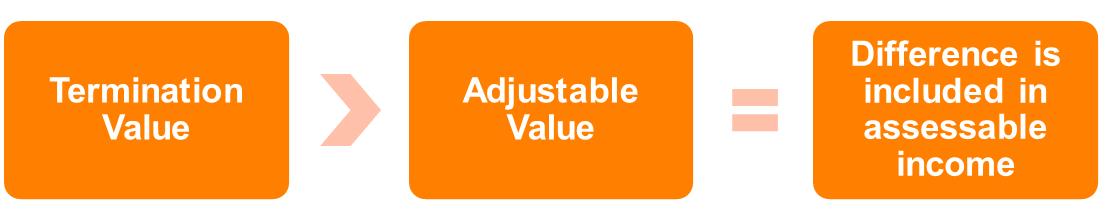 Termination
Value
Adjustable
Value
Difference is
included in
assessable
income